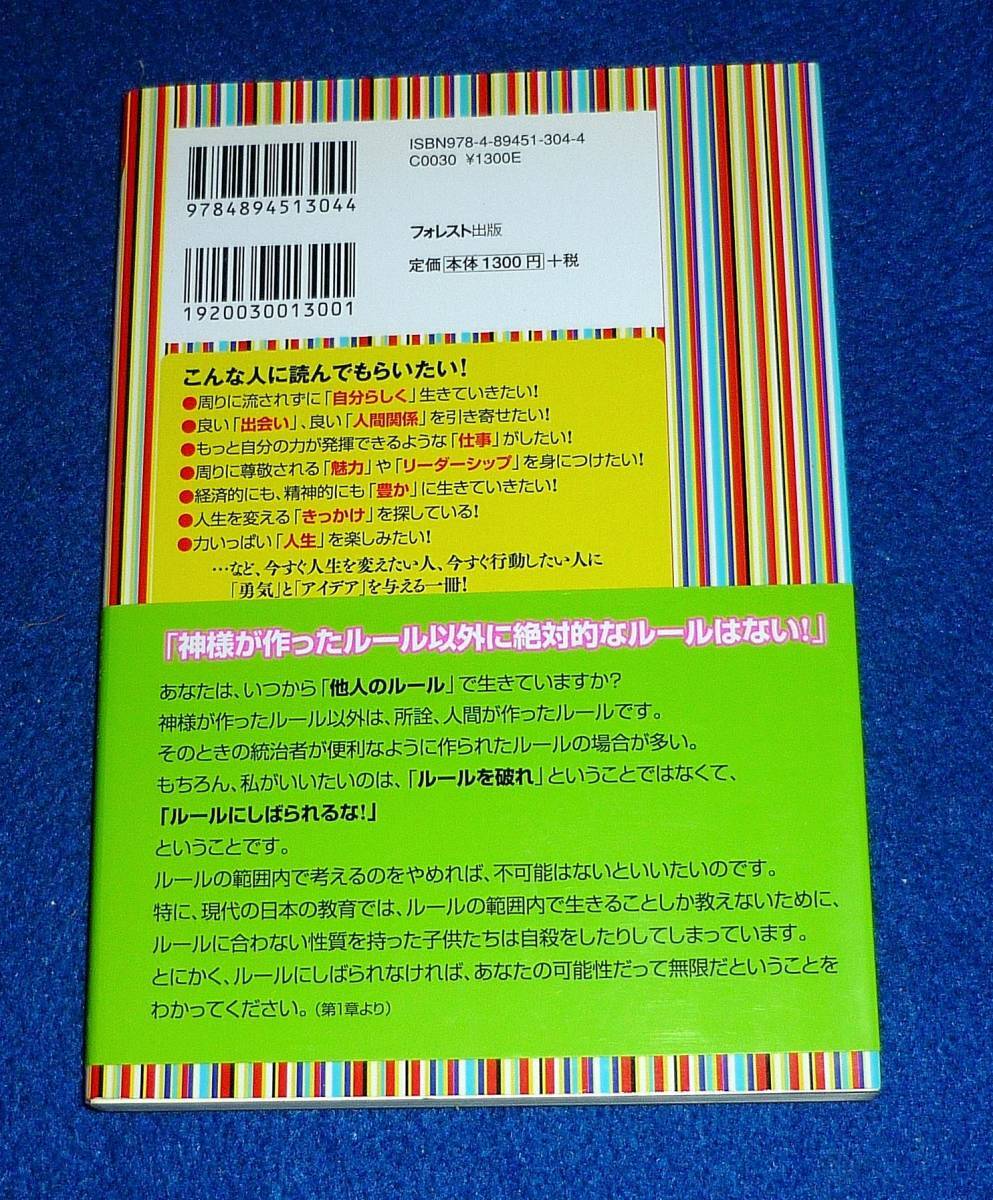 ISBN978-4-89451-304-4
C0030 ¥1300E
9784894513044
フォレスト出版
定価 本体1300円 +税
1920030013001
こんな人に読んでもらいたい!
●周りに流されずに「自分らしく」生きていきたい!
●良い「出会い」、良い「人間関係」を引き寄せたい!
●もっと自分の力が発揮できるような「仕事」がしたい!
●周りに尊敬される「魅力」や「リーダーシップ」を身につけたい!
●経済的にも、精神的にも「豊か」に生きていきたい!
●人生を変える「きっかけ」を探している!
●力いっぱい「人生」を楽しみたい!
…など、今すぐ人生を変えたい人、今すぐ行動したい人に
「勇気」と「アイデア」を与える一冊!
「神様が作ったルール以外に絶対的なルールはない!」
あなたは、いつから「他人のルール」で生きていますか?
神様が作ったルール以外は、所詮、人間が作ったルールです。
そのときの統治者が便利なように作られたルールの場合が多い。
もちろん、私がいいたいのは、「ルールを破れ」ということではなくて、
「ルールにしばられるな!」
ということです。
ルールの範囲内で考えるのをやめれば、不可能はないといいたいのです。
特に、現代の日本の教育では、ルールの範囲内で生きることしか教えないために、
ルールに合わない性質を持った子供たちは自殺をしたりしてしまっています。
とにかく、ルールにしばられなければ、あなたの可能性だって無限だということを
わかってください。(第1章より)